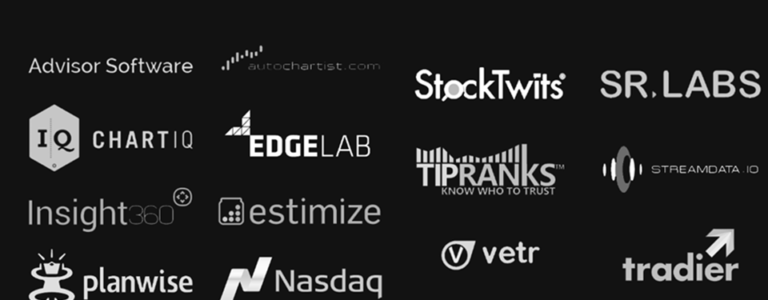 Advisor Software
autochartist.com
StockTwits
SR.LABS
IQ CHARTIQ
EDGELAB
TIPRANKS™
KNOW WHO TO TRUST
STREAMDATA.IO
Insight360
estimize
V vetr
tradier
planwise
Nasdaq